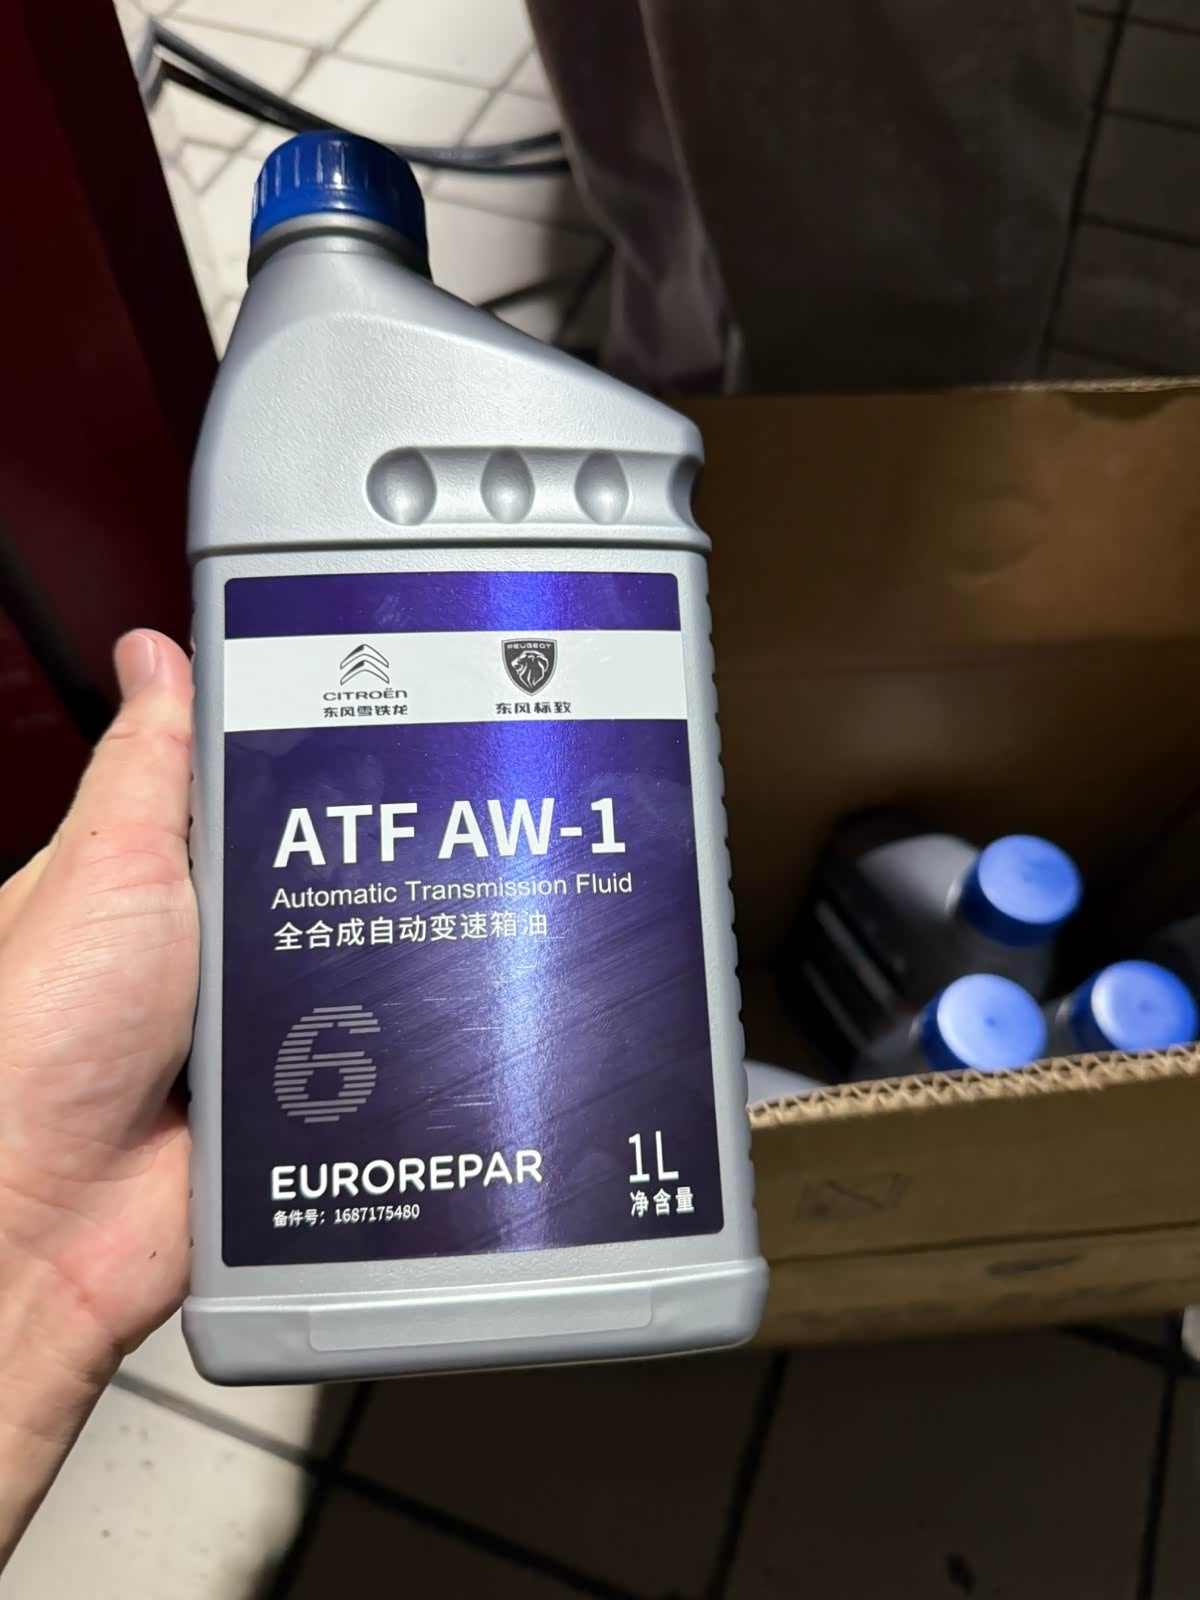 CITROËN
东风雪铁龙
PEUGEOT
东风标致
ATF AW-1
Automatic Transmission Fluid
全合成自动变速箱油
6
EUROREPAR
备件号：1687175480
1L
净含量